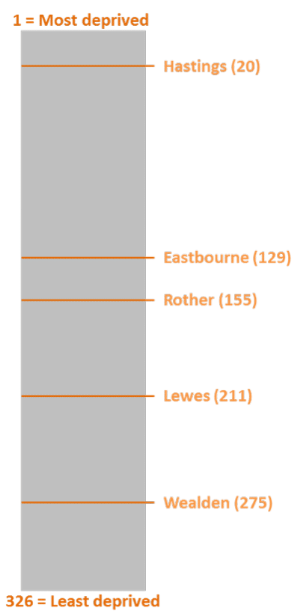 1 = Most deprived
Hastings (20)
Eastbourne (129)
Rother (155)
Lewes (211)
Wealden (275)
326 = Least deprived